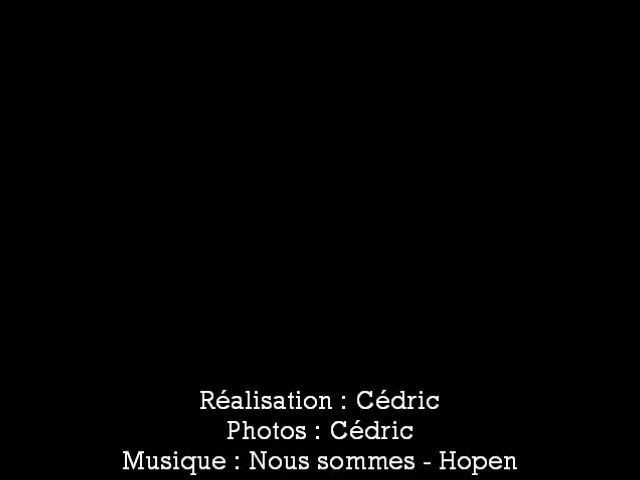 Réalisation : Cédric
Photos : Cédric
Musique : Nous sommes - Hopen